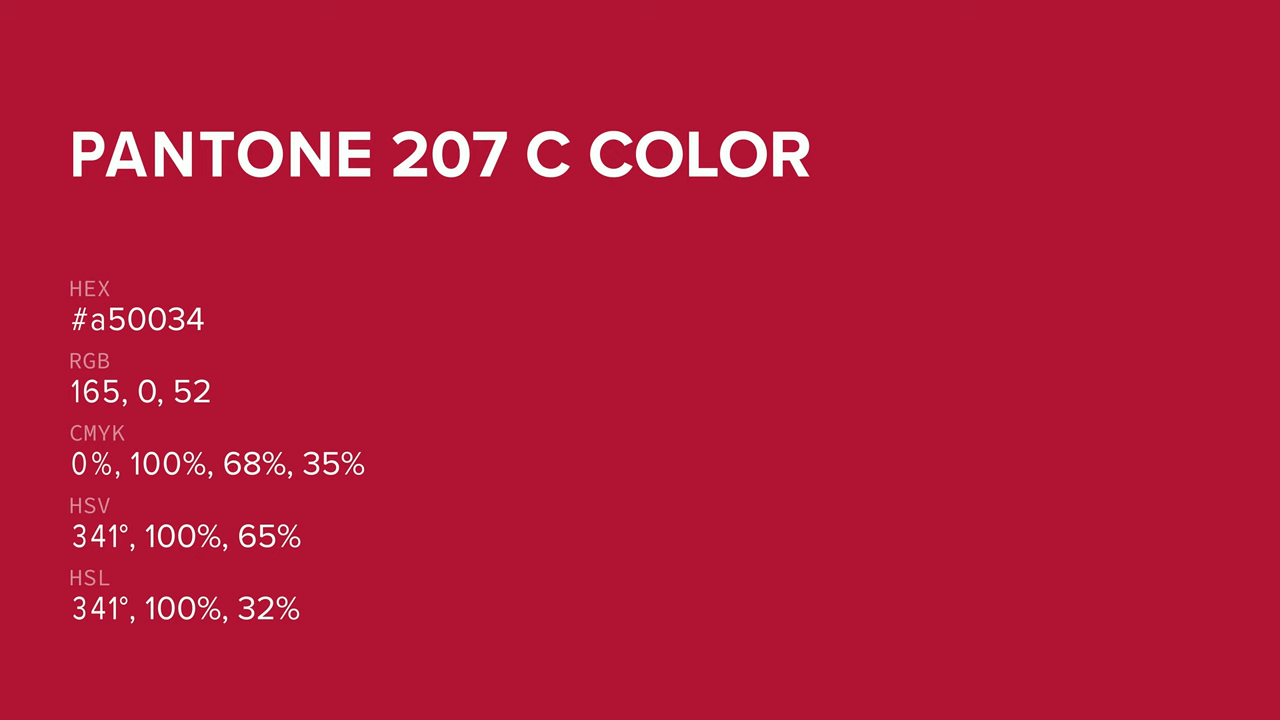 PANTONE 207 C COLOR
HEX
#a50034
RGB
165, 0, 52
CMYK
0%, 100%, 68%, 35%
HSV
341°, 100%, 65%
HSL
341°, 100%, 32%